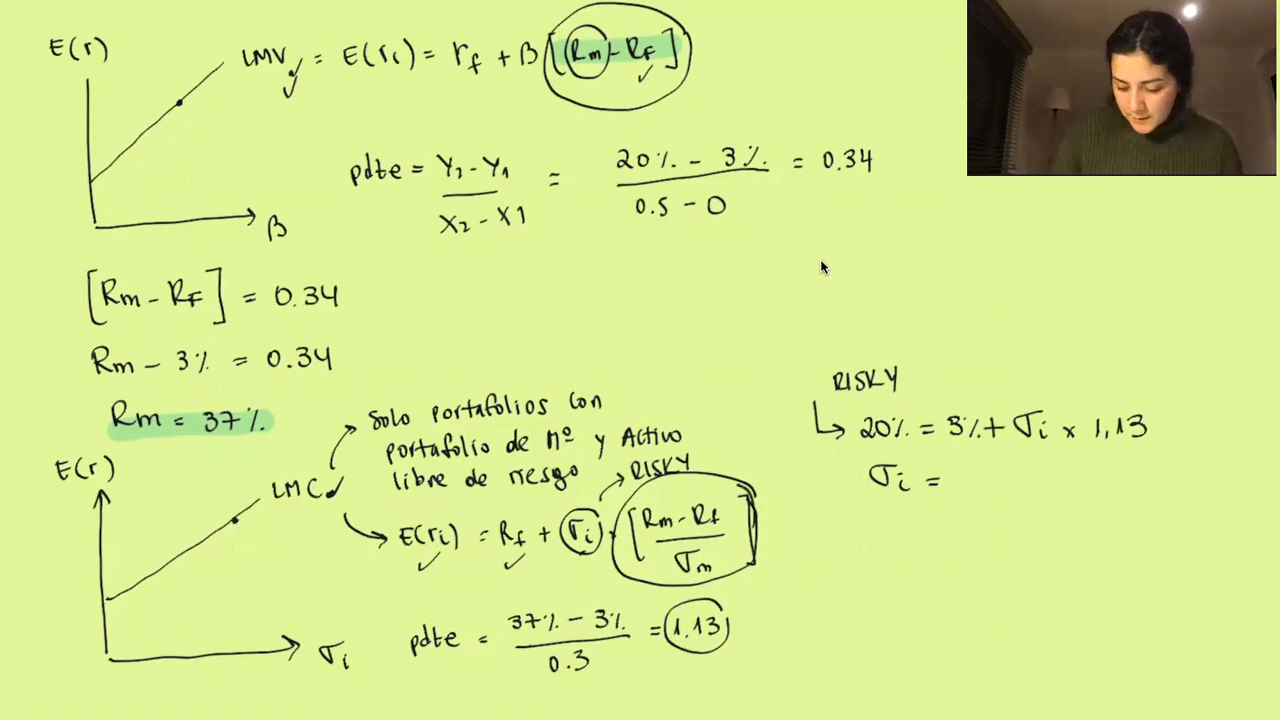 E(r)
LMV = E(ri) = rf + β [Rm - RF]
pdte = Y2 - Y1 / X2 - X1 = 20% - 3% / 0.5 - 0 = 0.34
β
[Rm - RF] = 0.34
Rm - 3% = 0.34
Rm = 37%
Solo portafolios con
portafolio de mº y Activo
libre de riesgo
E(r)
LMC
RISKY
E(ri) = Rf + σi · [Rm - Rf / σm]
σi
pdte = 37% - 3% / 0.3 = 1,13
RISKY
20% = 3% + σi x 1,13
σi =